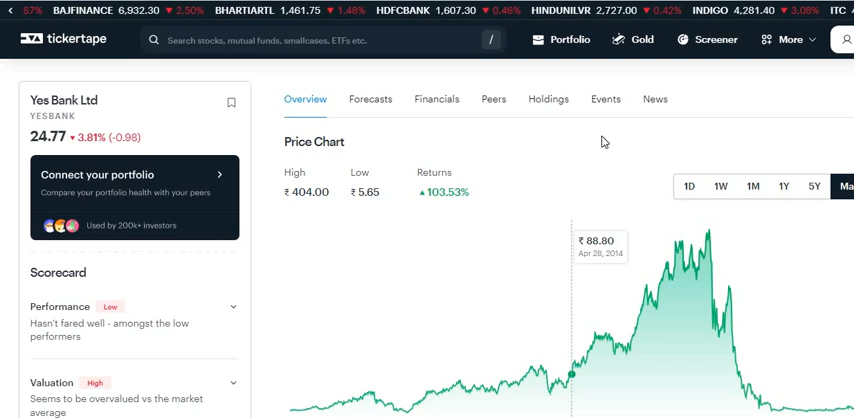 67% BAJFINANCE 6,932.30 ▼ 2.50% BHARTIARTL 1,461.75 ▼ 1.48% HDFCBANK 1,607.30 ▼ 0.46% HINDUNILVR 2,727.00 ▼ 0.42% INDIGO 4,281.40 ▼ 3.08% ITC
tickertape Search stocks, mutual funds, smallcases, ETFs etc. / Portfolio Gold Screener More
Yes Bank Ltd
YESBANK
24.77 ▼ 3.81% (-0.98)
Connect your portfolio
Compare your portfolio health with your peers
Used by 200k+ investors
Scorecard
Performance Low
Hasn't fared well - amongst the low
performers
Valuation High
Seems to be overvalued vs the market
average
Overview Forecasts Financials Peers Holdings Events News
Price Chart
High Low Returns
₹ 404.00 ₹ 5.65 ▲ 103.53%
1D 1W 1M 1Y 5Y Ma
₹ 88.80
Apr 28, 2014